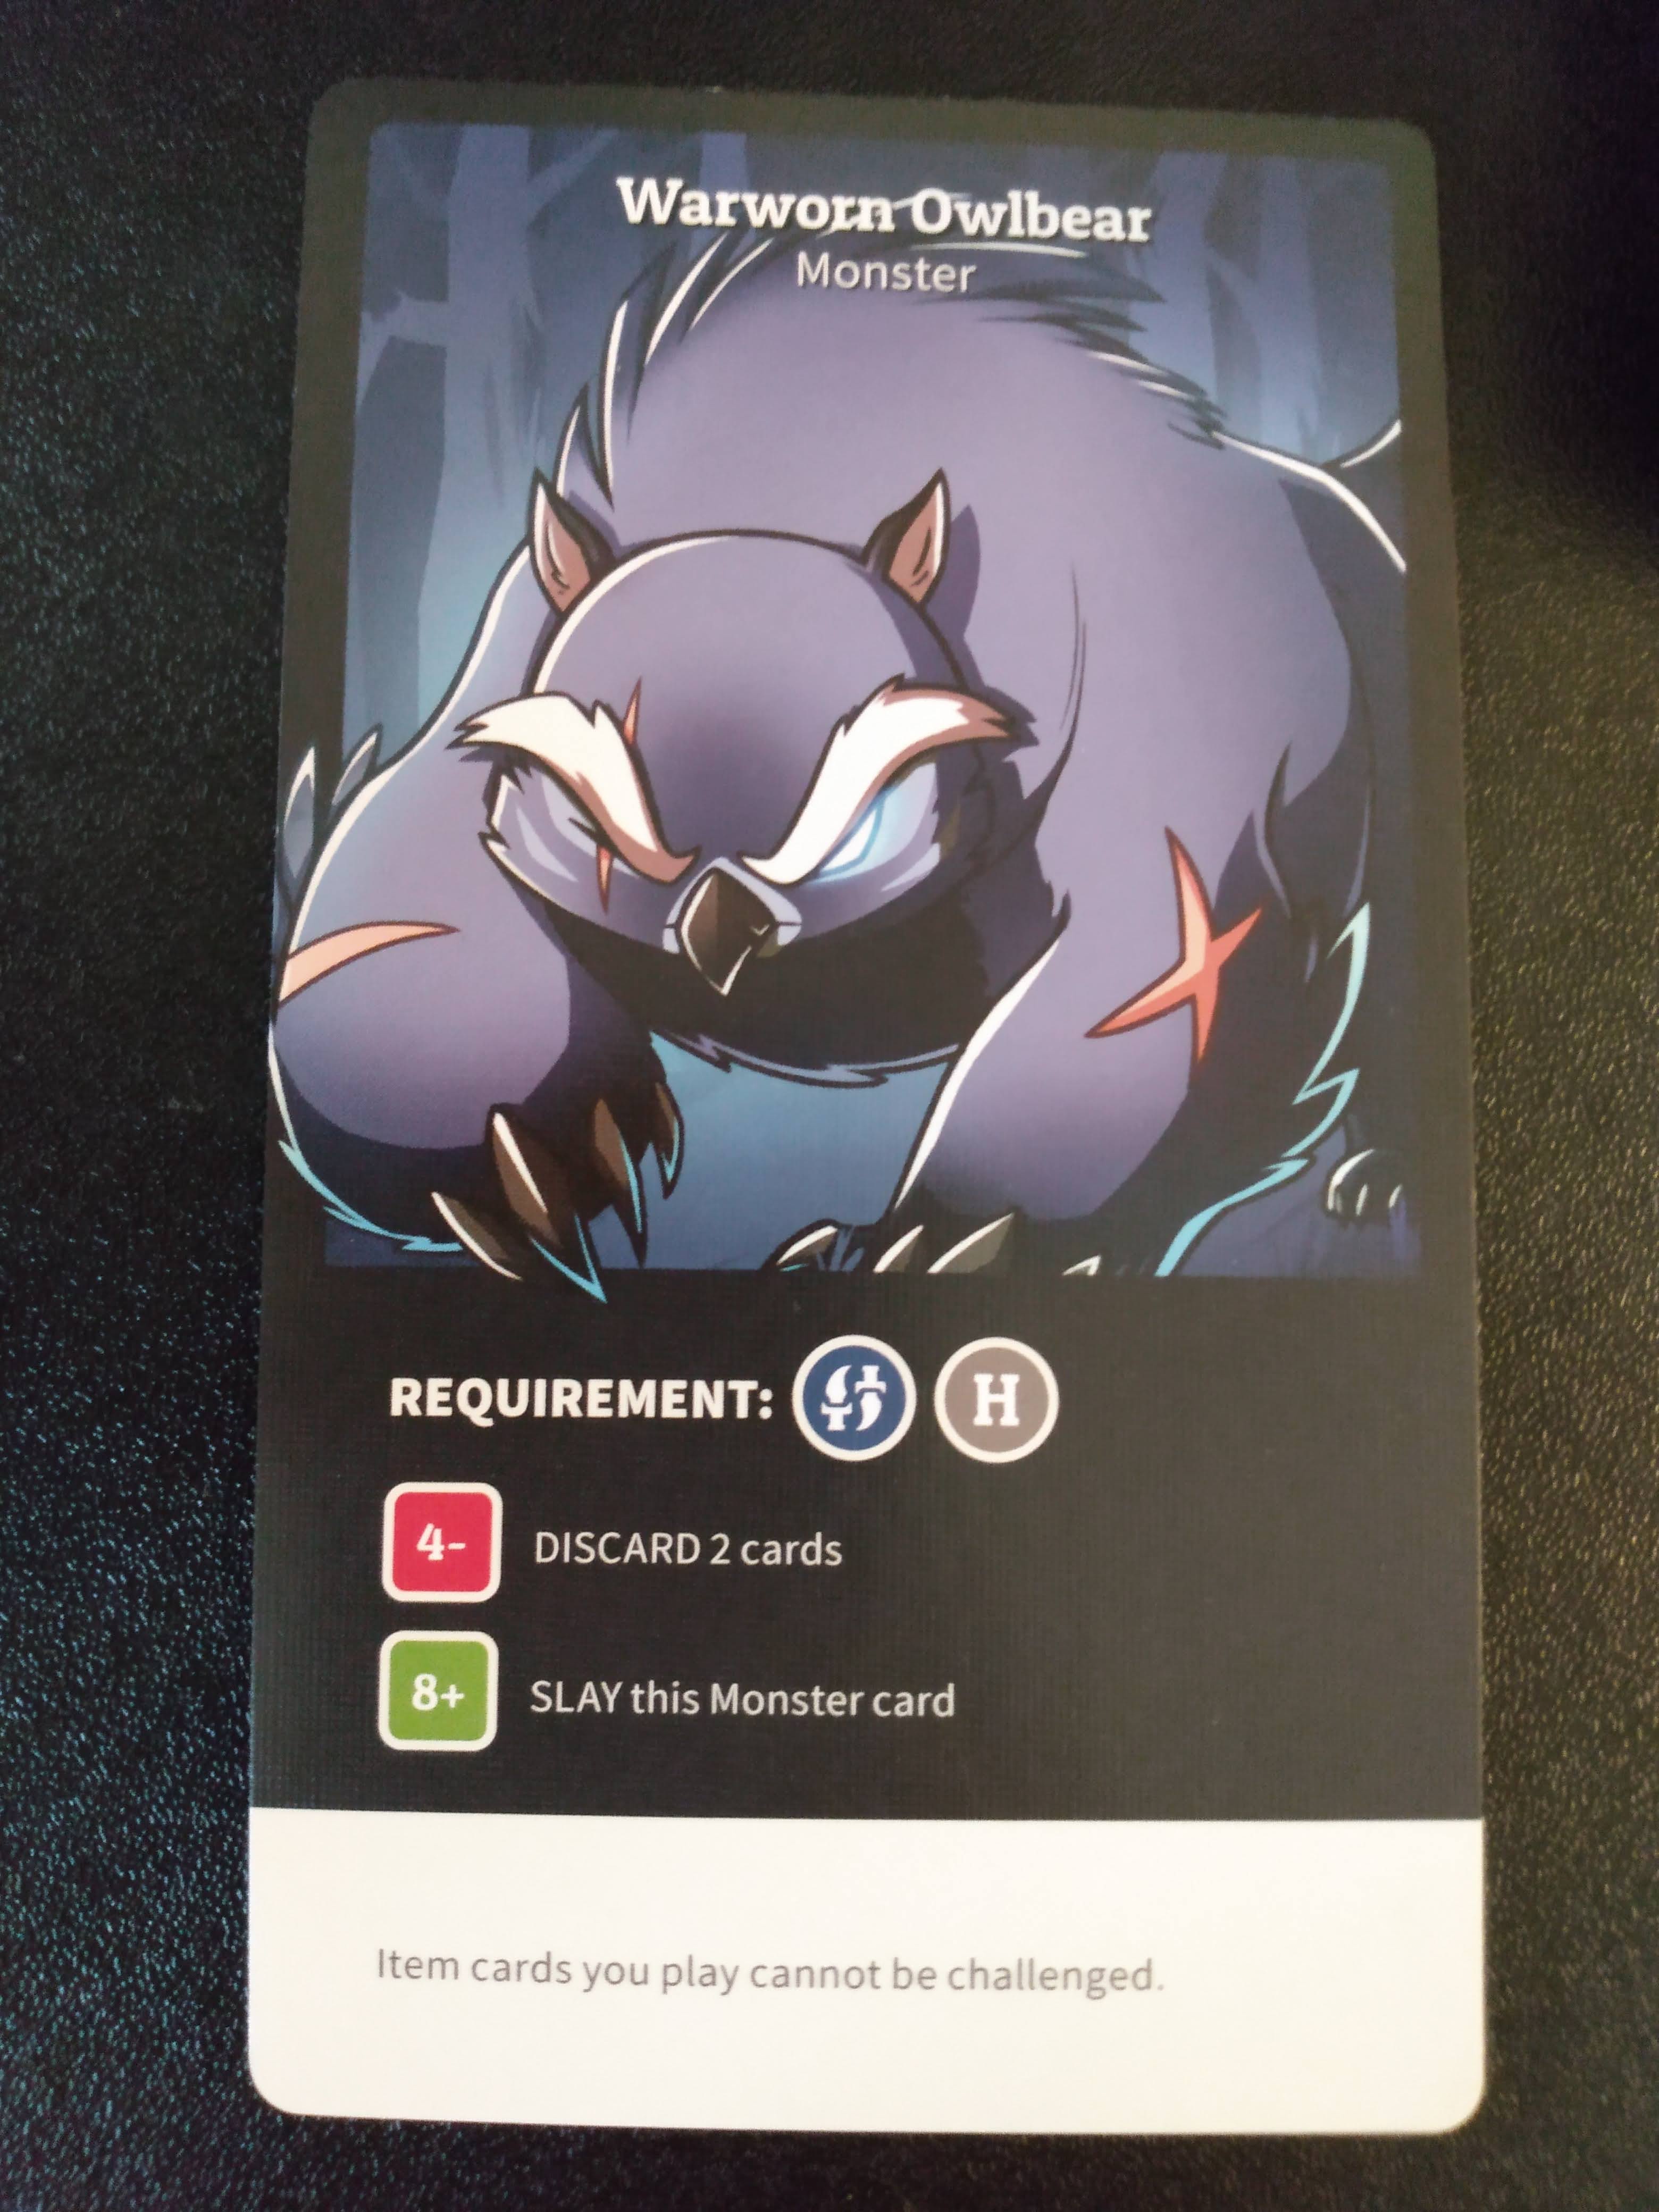 Warworn Owlbear
Monster
REQUIREMENT: H
4- DISCARD 2 cards
8+ SLAY this Monster card
Item cards you play cannot be challenged.